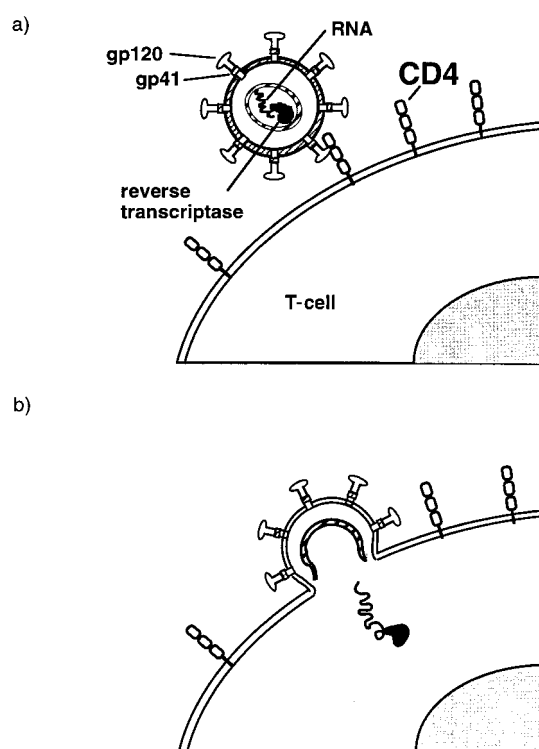 a)
RNA
gp120
gp41
CD4
reverse
transcriptase
T-cell
b)